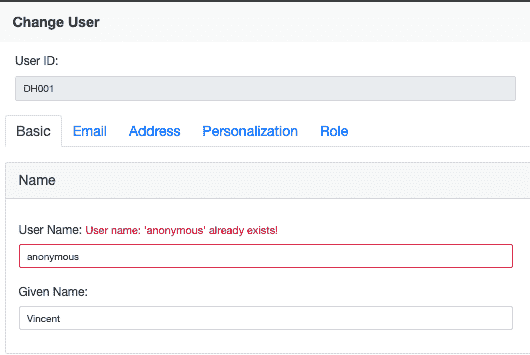 Change User
User ID:
DH001
Basic Email Address Personalization Role
Name
User Name: User name: 'anonymous' already exists!
anonymous
Given Name:
Vincent